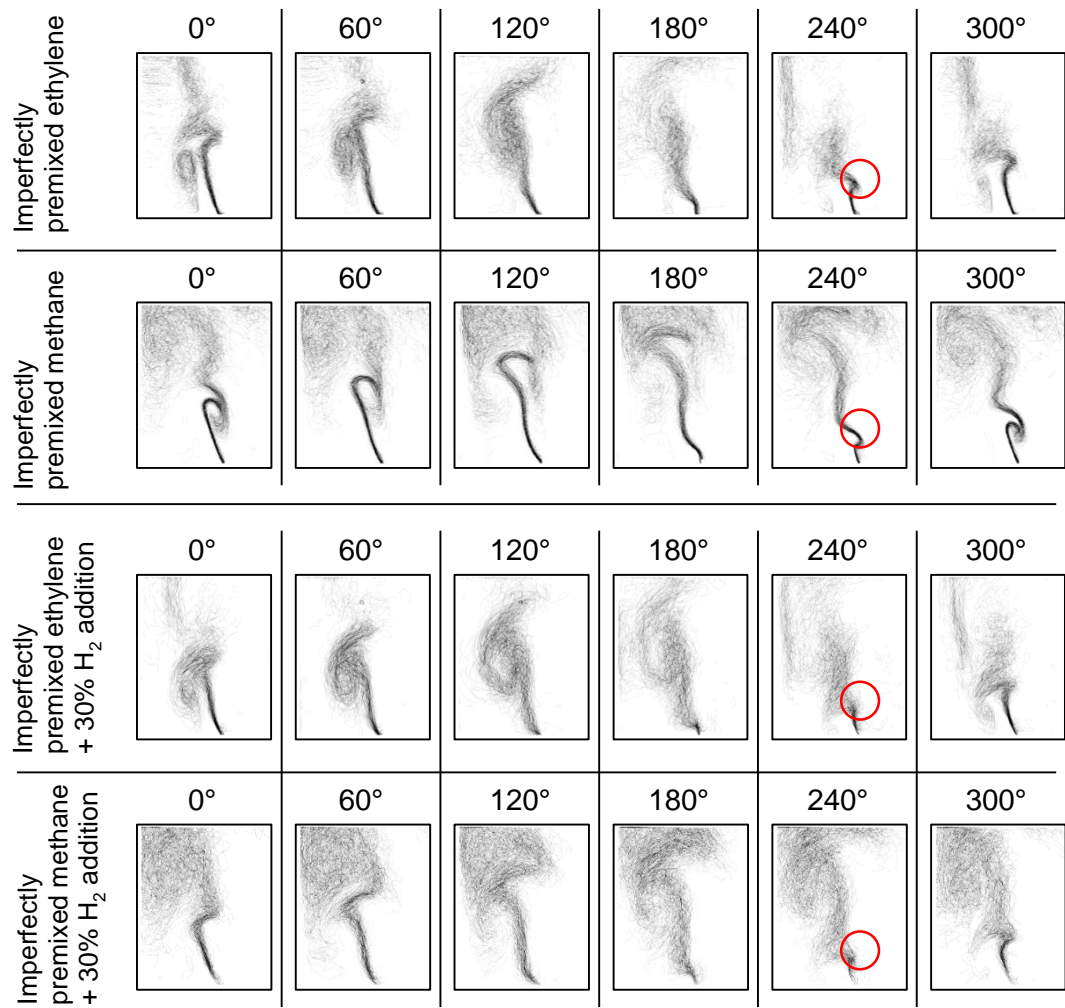 0° 60° 120° 180° 240° 300°
Imperfectly
premixed ethylene
0° 60° 120° 180° 240° 300°
Imperfectly
premixed methane
0° 60° 120° 180° 240° 300°
Imperfectly
premixed ethylene
+ 30% H₂ addition
0° 60° 120° 180° 240° 300°
Imperfectly
premixed methane
+ 30% H₂ addition